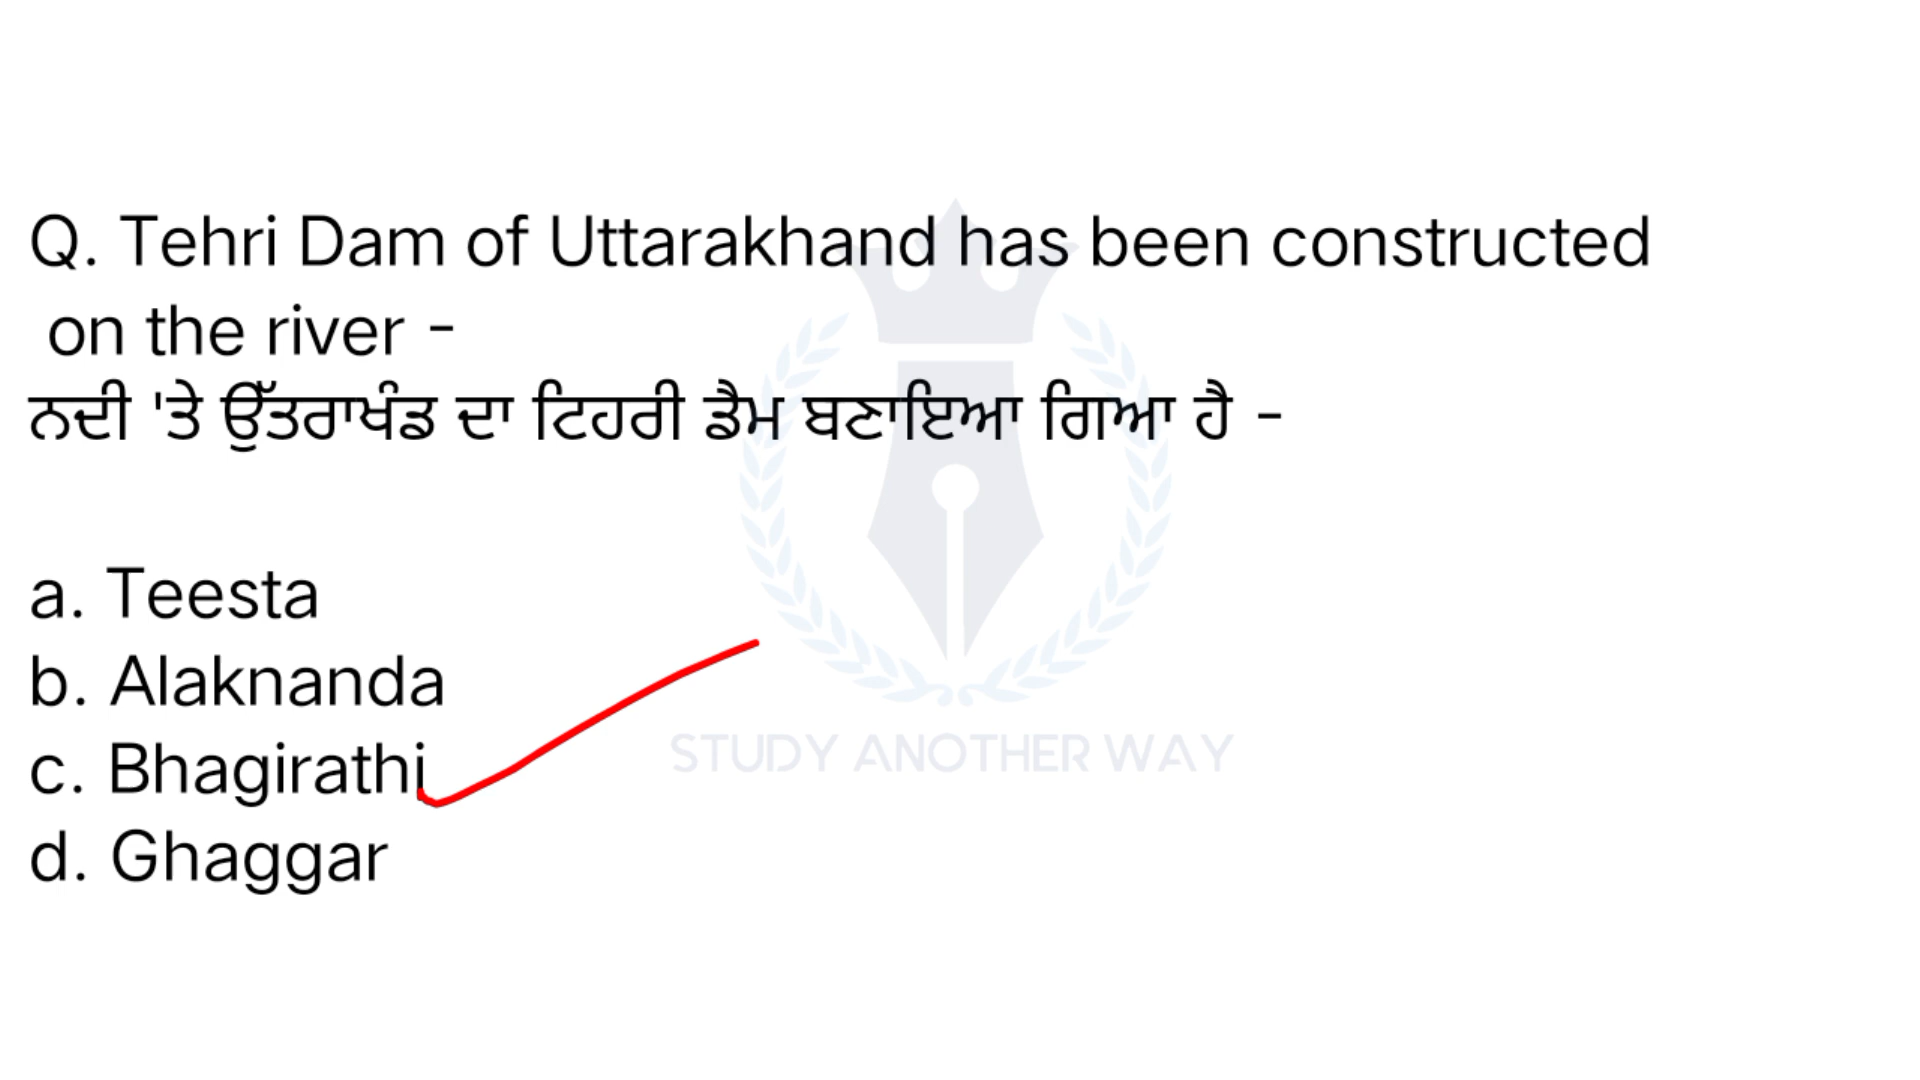 Q. Tehri Dam of Uttarakhand has been constructed
on the river -
ਨਦੀ 'ਤੇ ਉੱਤਰਾਖੰਡ ਦਾ ਟਿਹਰੀ ਡੈਮ ਬਣਾਇਆ ਗਿਆ ਹੈ -
a. Teesta
b. Alaknanda
c. Bhagirathi
d. Ghaggar
STUDY ANOTHER WAY